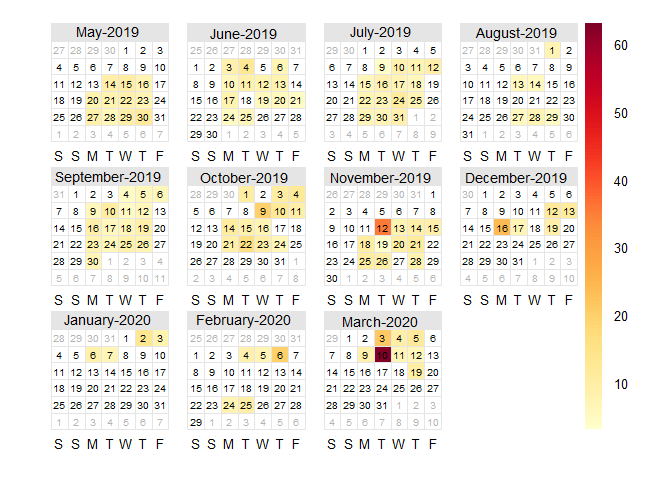 May-2019
27 28 29 30 1 2 3
4 5 6 7 8 9 10
11 12 13 14 15 16 17
18 19 20 21 22 23 24
25 26 27 28 29 30 31
1 2 3 4 5 6 7
S S M T W T F
June-2019
25 26 27 28 29 30 31
1 2 3 4 5 6 7
8 9 10 11 12 13 14
15 16 17 18 19 20 21
22 23 24 25 26 27 28
29 30 1 2 3 4 5
S S M T W T F
July-2019
29 30 1 2 3 4 5
6 7 8 9 10 11 12
13 14 15 16 17 18 19
20 21 22 23 24 25 26
27 28 29 30 31 1 2
3 4 5 6 7 8 9
S S M T W T F
August-2019
27 28 29 30 31 1 2
3 4 5 6 7 8 9
10 11 12 13 14 15 16
17 18 19 20 21 22 23
24 25 26 27 28 29 30
31 1 2 3 4 5 6
S S M T W T F
September-2019
31 1 2 3 4 5 6
7 8 9 10 11 12 13
14 15 16 17 18 19 20
21 22 23 24 25 26 27
28 29 30 1 2 3 4
5 6 7 8 9 10 11
S S M T W T F
October-2019
28 29 30 1 2 3 4
5 6 7 8 9 10 11
12 13 14 15 16 17 18
19 20 21 22 23 24 25
26 27 28 29 30 31 1
2 3 4 5 6 7 8
S S M T W T F
November-2019
26 27 28 29 30 31 1
2 3 4 5 6 7 8
9 10 11 12 13 14 15
16 17 18 19 20 21 22
23 24 25 26 27 28 29
30 1 2 3 4 5 6
S S M T W T F
December-2019
30 1 2 3 4 5 6
7 8 9 10 11 12 13
14 15 16 17 18 19 20
21 22 23 24 25 26 27
28 29 30 31 1 2 3
4 5 6 7 8 9 10
S S M T W T F
January-2020
28 29 30 31 1 2 3
4 5 6 7 8 9 10
11 12 13 14 15 16 17
18 19 20 21 22 23 24
25 26 27 28 29 30 31
1 2 3 4 5 6 7
S S M T W T F
February-2020
25 26 27 28 29 30 31
1 2 3 4 5 6 7
8 9 10 11 12 13 14
15 16 17 18 19 20 21
22 23 24 25 26 27 28
29 1 2 3 4 5 6
S S M T W T F
March-2020
29 1 2 3 4 5 6
7 8 9 10 11 12 13
14 15 16 17 18 19 20
21 22 23 24 25 26 27
28 29 30 31 1 2 3
4 5 6 7 8 9 10
S S M T W T F
60
50
40
30
20
10